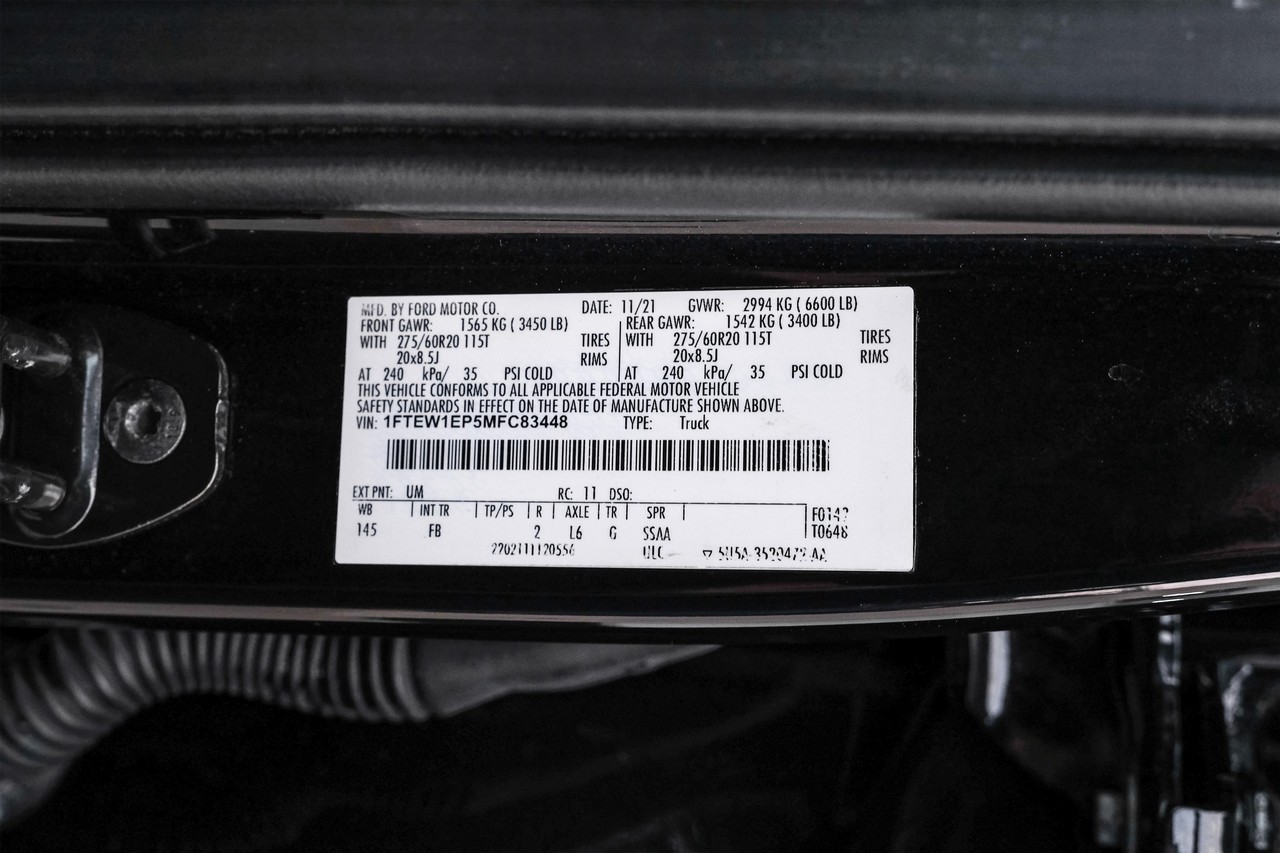 MFD. BY FORD MOTOR CO. DATE: 11/21 GVWR: 2994 KG ( 6600 LB)
FRONT GAWR: 1565 KG ( 3450 LB) REAR GAWR: 1542 KG ( 3400 LB)
WITH 275/60R20 115T TIRES WITH 275/60R20 115T TIRES
20x8.5J RIMS 20x8.5J RIMS
AT 240 kPa/ 35 PSI COLD AT 240 kPa/ 35 PSI COLD
THIS VEHICLE CONFORMS TO ALL APPLICABLE FEDERAL MOTOR VEHICLE
SAFETY STANDARDS IN EFFECT ON THE DATE OF MANUFACTURE SHOWN ABOVE.
VIN: 1FTEW1EP5MFC83448 TYPE: Truck
EXT PNT: UM RC: 11 DSO:
WB INT TR TP/PS R AXLE TR SPR
145 FB 2 L6 G SSAA T0648
ULC